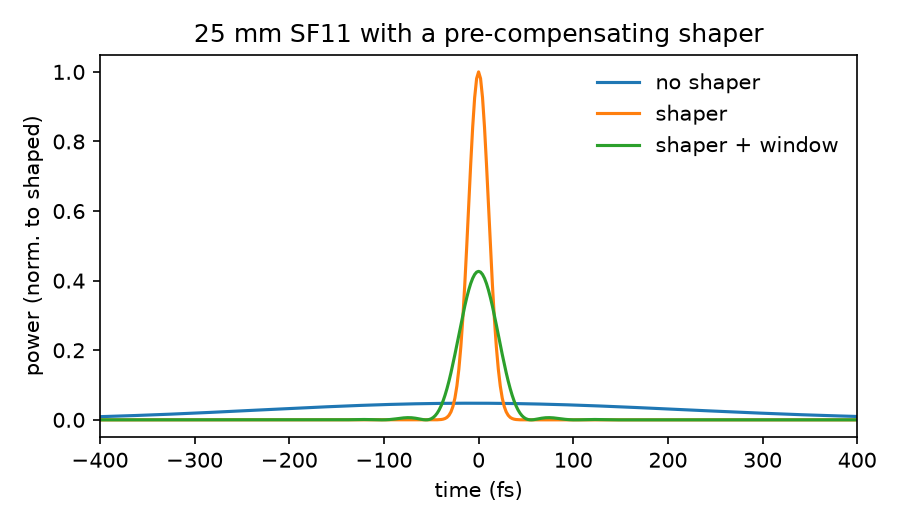 25 mm SF11 with a pre-compensating shaper
power (norm. to shaped)
1.0
0.8
0.6
0.4
0.2
0.0
no shaper
shaper
shaper + window
−400 −300 −200 −100 0 100 200 300 400
time (fs)